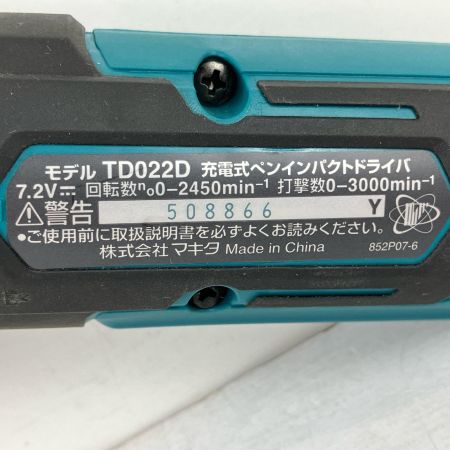 モデル TD022D 充電式ペンインパクトドライバ
7.2V⎓ 回転数n₀0-2450min⁻¹ 打撃数0-3000min⁻¹
⚠警告 508866 Y
●ご使用前に取扱説明書を必ずよくお読みください。
株式会社 マキタ Made in China 852P07-6